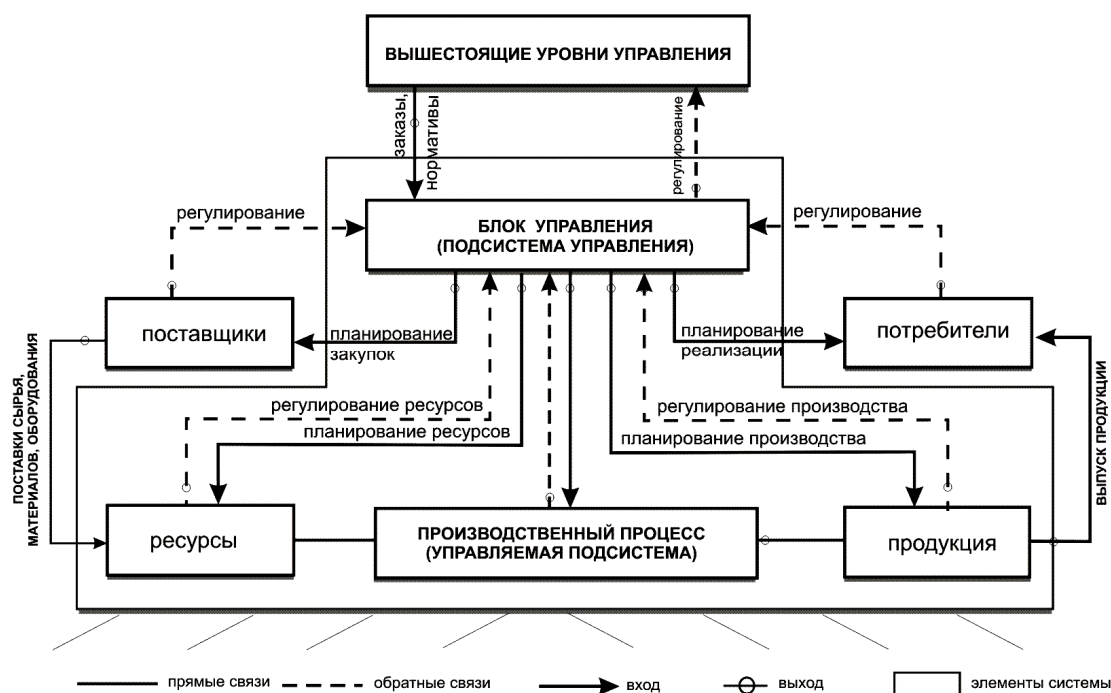 ВЫШЕСТОЯЩИЕ УРОВНИ УПРАВЛЕНИЯ
заказы,
нормативы
регулирование
регулирование
БЛОК УПРАВЛЕНИЯ
(ПОДСИСТЕМА УПРАВЛЕНИЯ)
регулирование
поставщики
планирование
закупок
планирование
реализации
потребители
ПОСТАВКИ СЫРЬЯ,
МАТЕРИАЛОВ, ОБОРУДОВАНИЯ
регулирование ресурсов
планирование ресурсов
регулирование производства
планирование производства
ВЫПУСК ПРОДУКЦИИ
ресурсы
ПРОИЗВОДСТВЕННЫЙ ПРОЦЕСС
(УПРАВЛЯЕМАЯ ПОДСИСТЕМА)
продукция
прямые связи
обратные связи
вход
выход
элементы системы